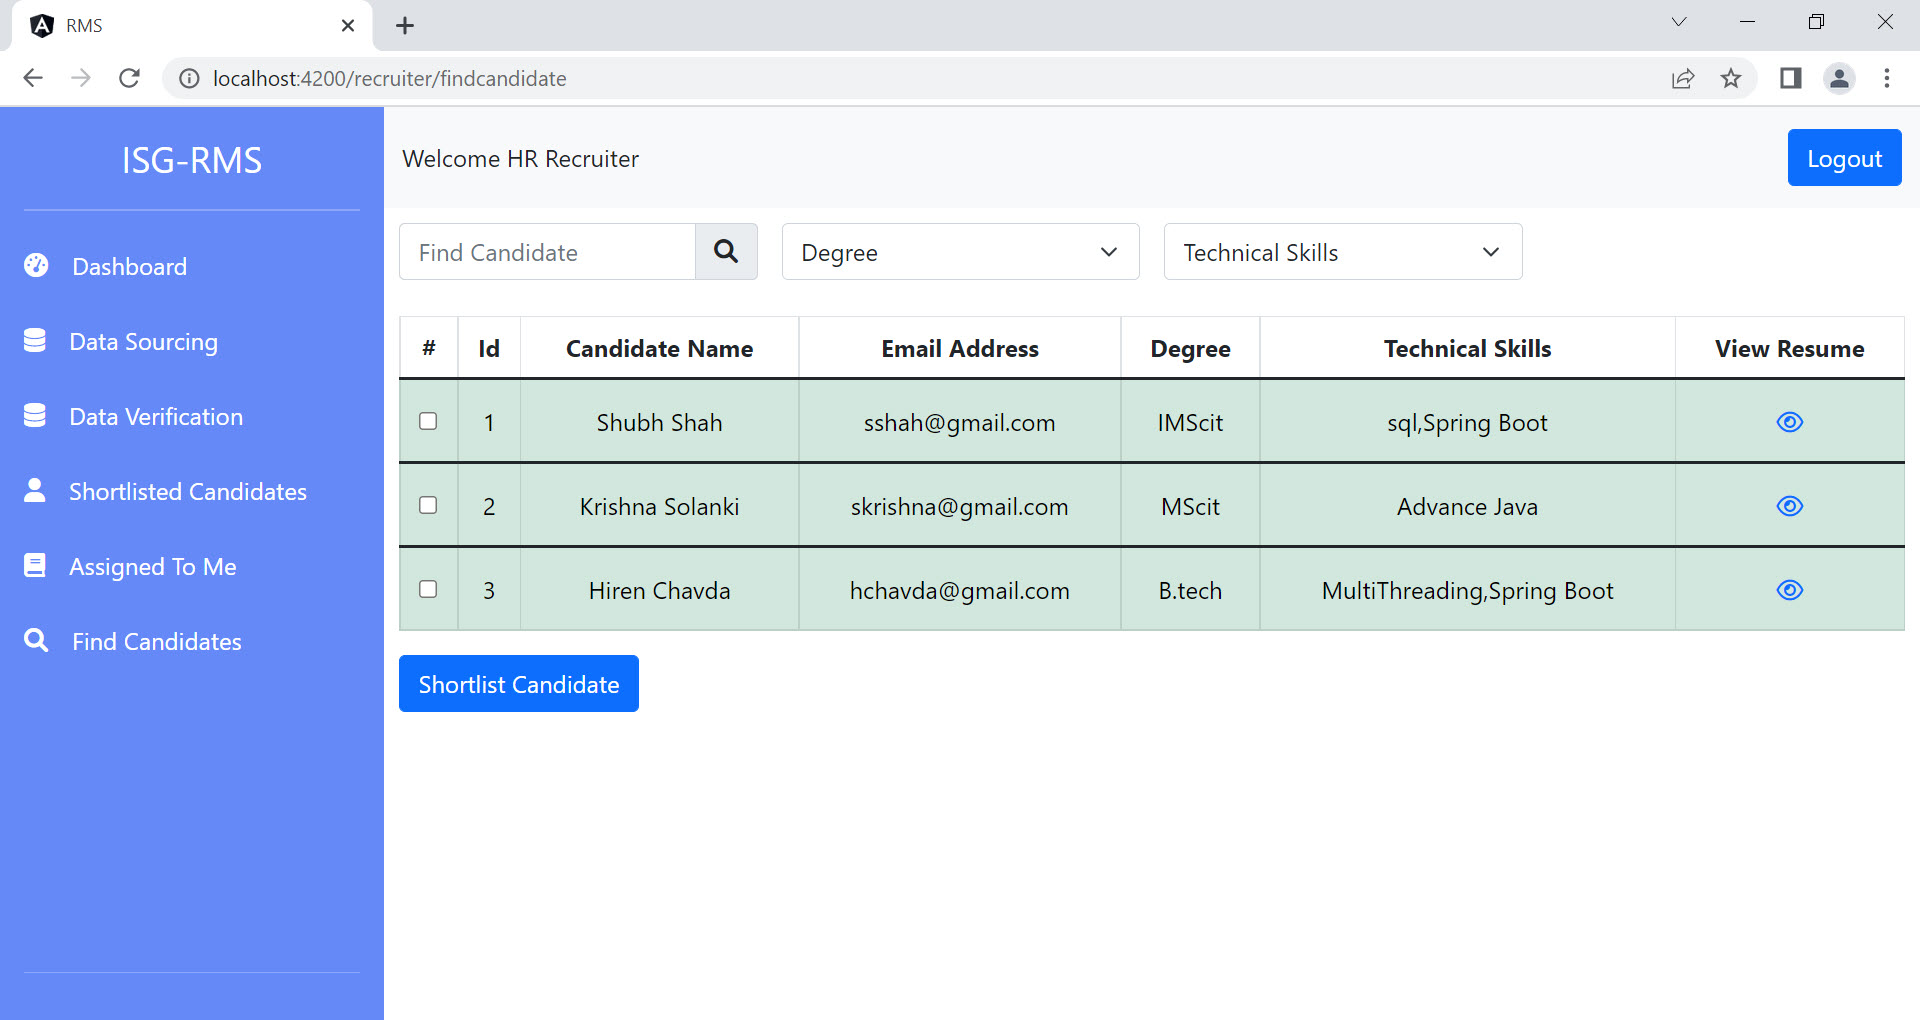 RMS
localhost:4200/recruiter/findcandidate
ISG-RMS
Welcome HR Recruiter
Logout
Dashboard
Data Sourcing
Data Verification
Shortlisted Candidates
Assigned To Me
Find Candidates
Find Candidate
Degree
Technical Skills
# Id Candidate Name Email Address Degree Technical Skills View Resume
1 Shubh Shah sshah@gmail.com IMScit sql,Spring Boot
2 Krishna Solanki skrishna@gmail.com MScit Advance Java
3 Hiren Chavda hchavda@gmail.com B.tech MultiThreading,Spring Boot
Shortlist Candidate